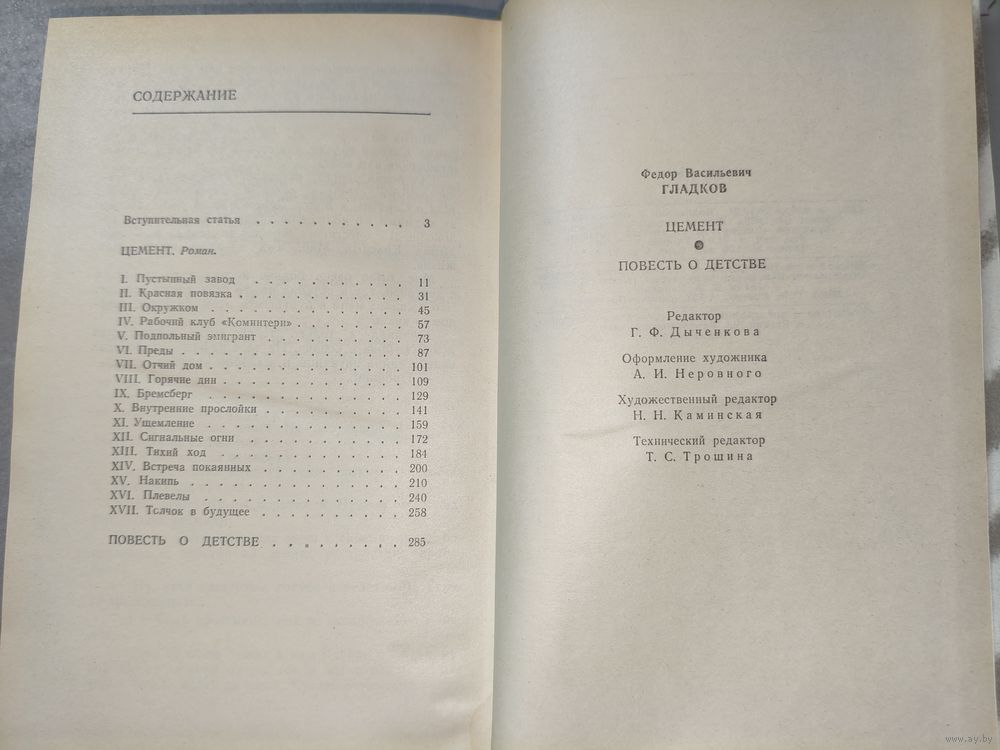 СОДЕРЖАНИЕ
Вступительная статья . . . . . . . . . . . 3
ЦЕМЕНТ. Роман.
I. Пустынный завод . . . . . . . . . . . 11
II. Красная повязка . . . . . . . . . . . 31
III. Окружком . . . . . . . . . . . . . 45
IV. Рабочий клуб «Коминтерн» . . . . . . . . 57
V. Подпольный эмигрант . . . . . . . . . . 73
VI. Преды . . . . . . . . . . . . . . . 87
VII. Отчий дом . . . . . . . . . . . . . 101
VIII. Горячие дни . . . . . . . . . . . . 109
IX. Бремсберг . . . . . . . . . . . . . 129
X. Внутренние прослойки . . . . . . . . . 141
XI. Ущемление . . . . . . . . . . . . . 159
XII. Сигнальные огни . . . . . . . . . . . 172
XIII. Тихий ход . . . . . . . . . . . . 184
XIV. Встреча покаянных . . . . . . . . . . 200
XV. Накипь . . . . . . . . . . . . . . 210
XVI. Плевелы . . . . . . . . . . . . . 240
XVII. Толчок в будущее . . . . . . . . . . 258
ПОВЕСТЬ О ДЕТСТВЕ . . . . . . . . 285
Федор Васильевич
ГЛАДКОВ
ЦЕМЕНТ
ПОВЕСТЬ О ДЕТСТВЕ
Редактор
Г. Ф. Дыченкова
Оформление художника
А. И. Неровного
Художественный редактор
Н. Н. Каминская
Технический редактор
Т. С. Трошина
www.ay.by